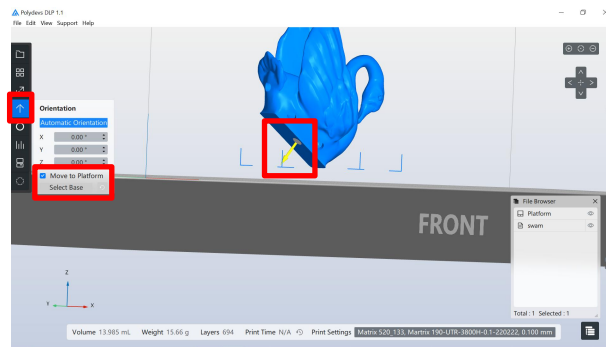 Polydevs DLP 1.1
File Edit View Support Help
Orientation
Automatic Orientation
X 0.00 °
Y 0.00 °
Z 0.00 °
Move to Platform
Select Base
FRONT
File Browser
Platform
swam
Total : 1 Selected : 1
Z
Y
X
Volume 13.985 mL Weight 15.66 g Layers 694 Print Time N/A Print Settings Matrix 520_133, Martrix 190-UTR-3800H-0.1-220222, 0.100 mm